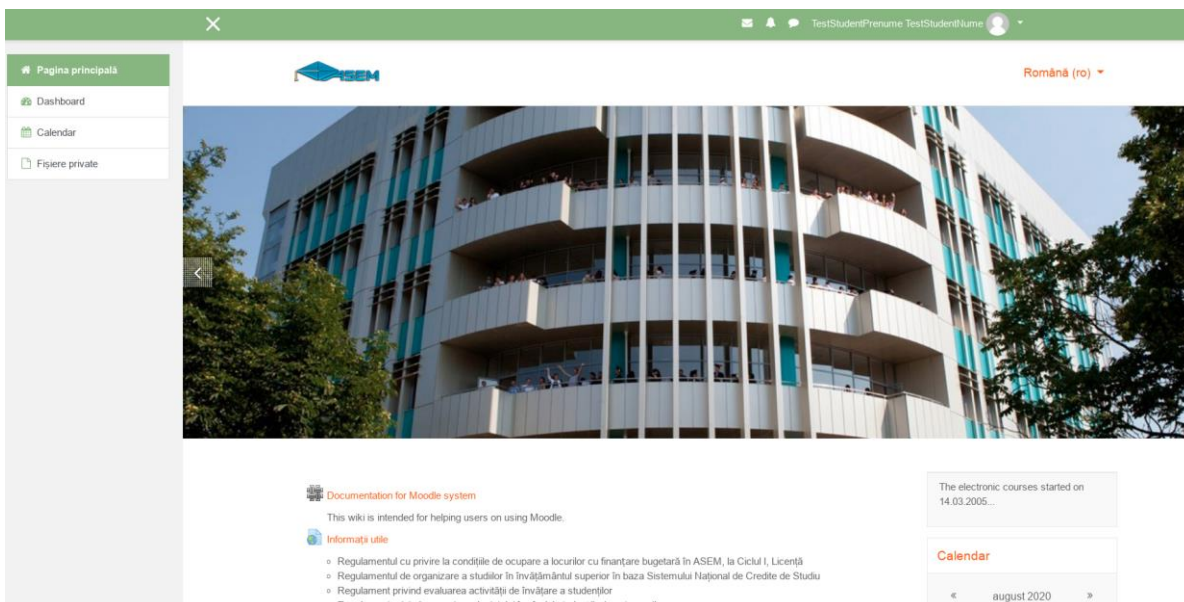 TestStudentPrenume TestStudentNume
Pagina principală
Dashboard
Calendar
Fișiere private
ASEM
Română (ro)
Documentation for Moodle system
This wiki is intended for helping users on using Moodle.
Informații utile
Regulamentul cu privire la condițiile de ocupare a locurilor cu finanțare bugetară în ASEM, la Ciclul I, Licență
Regulamentul de organizare a studiilor în învățământul superior în baza Sistemului Național de Credite de Studiu
Regulament privind evaluarea activității de învățare a studenților
The electronic courses started on
14.03.2005...
Calendar
« august 2020 »